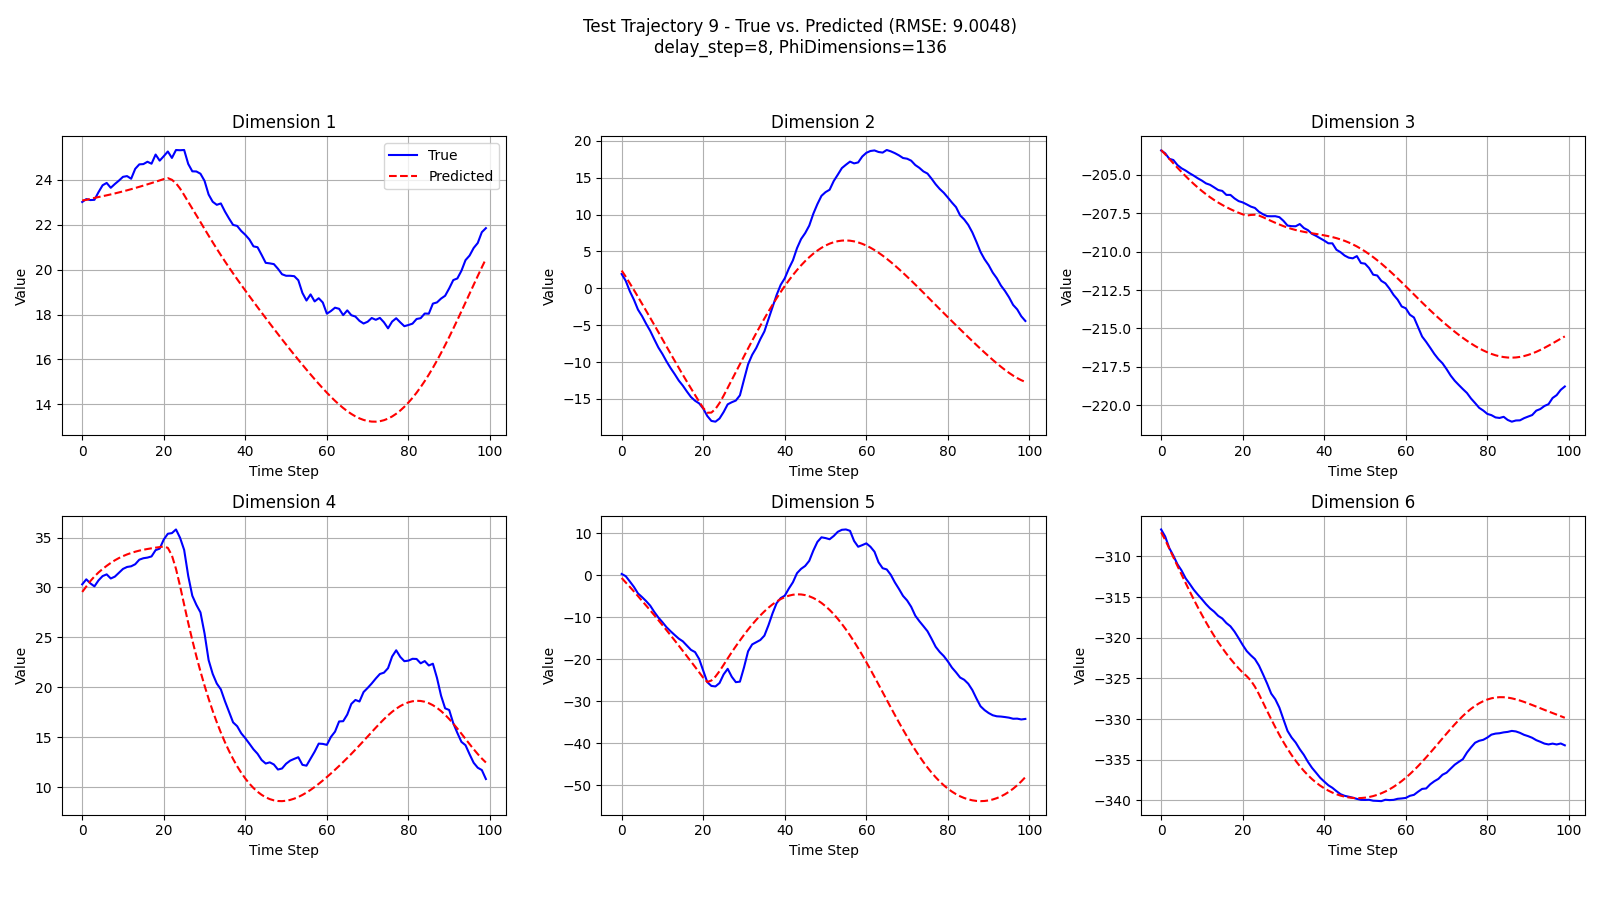 Test Trajectory 9 - True vs. Predicted (RMSE: 9.0048)
delay_step=8, PhiDimensions=136
Dimension 1
True
Predicted
Value
24
22
20
18
16
14
0 20 40 60 80 100
Time Step
Dimension 2
Value
20
15
10
5
0
−5
−10
−15
0 20 40 60 80 100
Time Step
Dimension 3
Value
−205.0
−207.5
−210.0
−212.5
−215.0
−217.5
−220.0
0 20 40 60 80 100
Time Step
Dimension 4
Value
35
30
25
20
15
10
0 20 40 60 80 100
Time Step
Dimension 5
Value
10
0
−10
−20
−30
−40
−50
0 20 40 60 80 100
Time Step
Dimension 6
Value
−310
−315
−320
−325
−330
−335
−340
0 20 40 60 80 100
Time Step